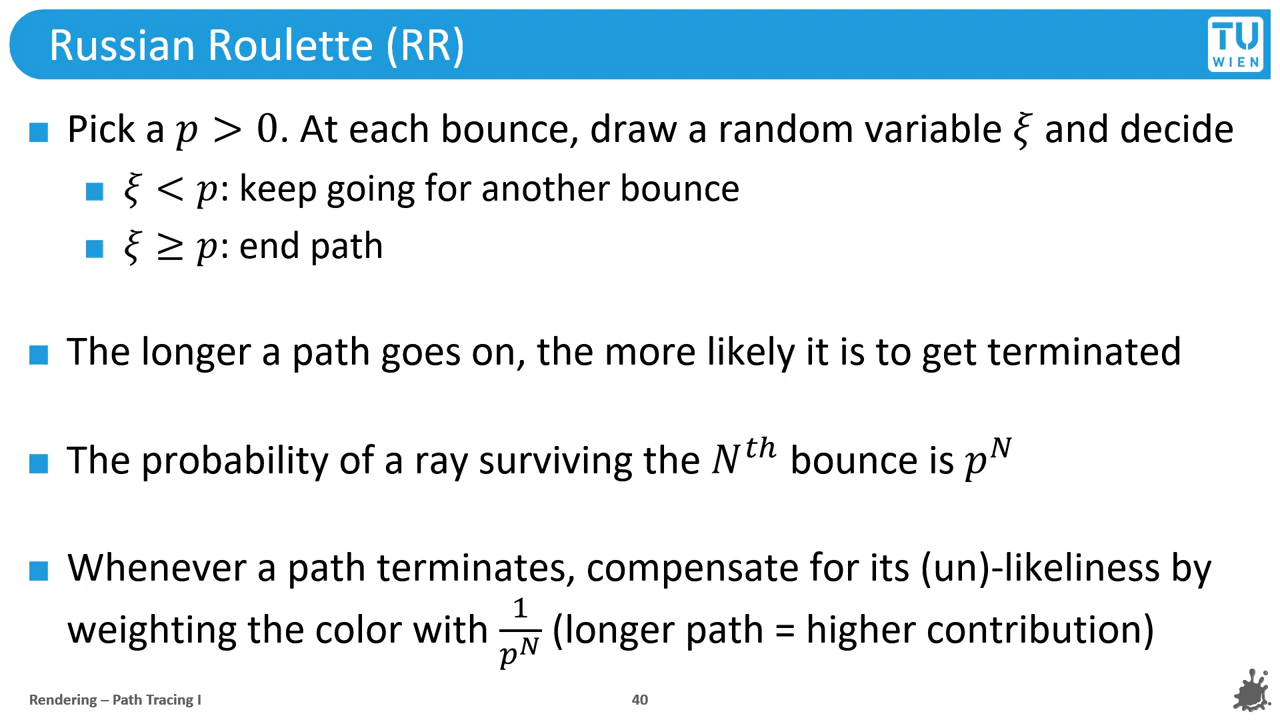 Russian Roulette (RR)
TU
WIEN
Pick a p > 0. At each bounce, draw a random variable ξ and decide
ξ < p: keep going for another bounce
ξ ≥ p: end path
The longer a path goes on, the more likely it is to get terminated
The probability of a ray surviving the N^{th} bounce is p^N
Whenever a path terminates, compensate for its (un)-likeliness by
weighting the color with \frac{1}{p^N} (longer path = higher contribution)
Rendering – Path Tracing I
40